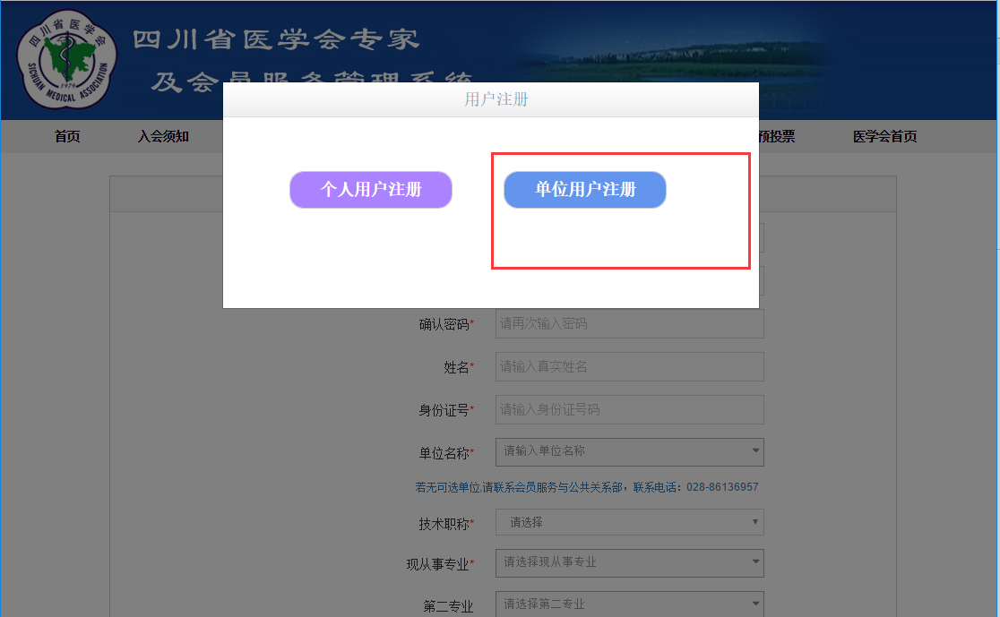 四川省医学会
SICHUAN MEDICAL ASSOCIATION
1929
四川省医学会专家
及会员服务管理系统
用户注册
首页
入会须知
预投票
医学会首页
个人用户注册
单位用户注册
确认密码*
请再次输入密码
姓名*
请输入真实姓名
身份证号*
请输入身份证号码
单位名称*
请输入单位名称
若无可选单位,请联系会员服务与公共关系部，联系电话：028-86136957
技术职称*
请选择
现从事专业*
请选择现从事专业
第二专业
请选择第二专业